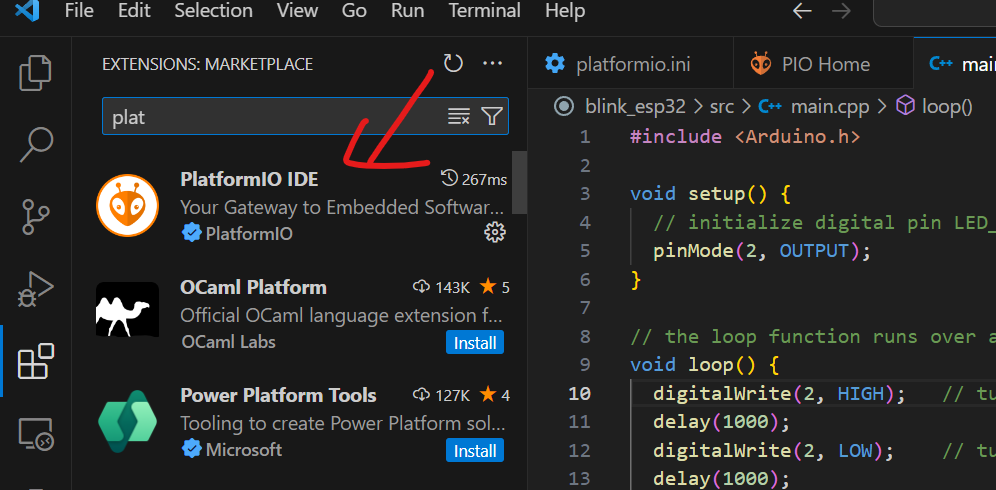 File Edit Selection View Go Run Terminal Help
EXTENSIONS: MARKETPLACE
plat
PlatformIO IDE 267ms
Your Gateway to Embedded Softwar...
PlatformIO
OCaml Platform 143K 5
Official OCaml language extension f...
OCaml Labs Install
Power Platform Tools 127K 4
Tooling to create Power Platform sol...
Microsoft Install
platformio.ini PIO Home C++ main
blink_esp32 > src > C++ main.cpp > loop()
1 #include <Arduino.h>
2
3 void setup() {
4 // initialize digital pin LED_
5 pinMode(2, OUTPUT);
6 }
7
8 // the loop function runs over a
9 void loop() {
10 digitalWrite(2, HIGH); // tu
11 delay(1000);
12 digitalWrite(2, LOW); // tu
13 delay(1000);